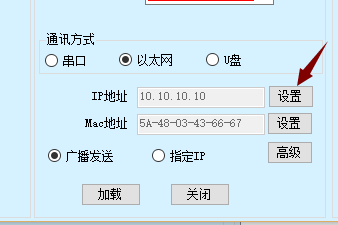 通讯方式
串口 以太网 U盘
IP地址 10.10.10.10 设置
Mac地址 5A-48-03-43-66-67 设置
广播发送 指定IP 高级
加载 关闭